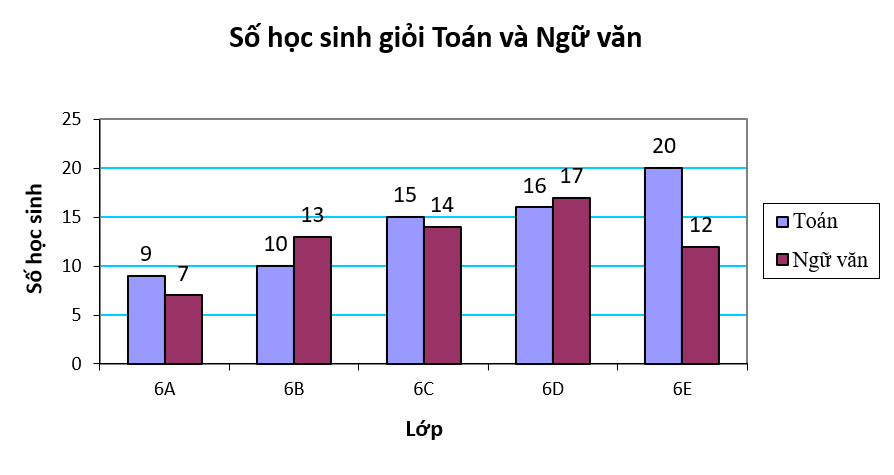 Số học sinh giỏi Toán và Ngữ văn
Số học sinh
25
20
15
10
5
0
9
7
10
13
15
14
16
17
20
12
6A
6B
6C
6D
6E
Lớp
Toán
Ngữ văn